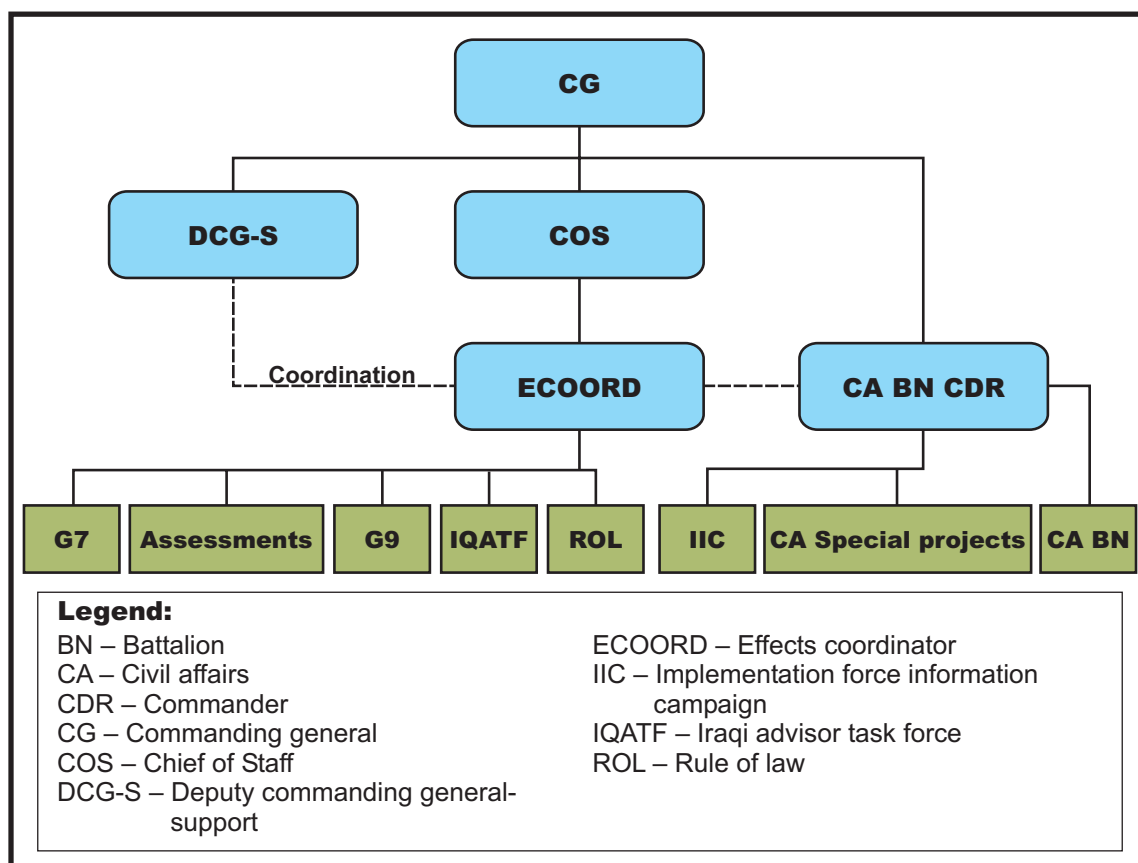 CG
DCG-S
COS
Coordination
ECOORD
CA BN CDR
G7
Assessments
G9
IQATF
ROL
IIC
CA Special projects
CA BN
Legend:
BN – Battalion
CA – Civil affairs
CDR – Commander
CG – Commanding general
COS – Chief of Staff
DCG-S – Deputy commanding general-
support
ECOORD – Effects coordinator
IIC – Implementation force information
campaign
IQATF – Iraqi advisor task force
ROL – Rule of law